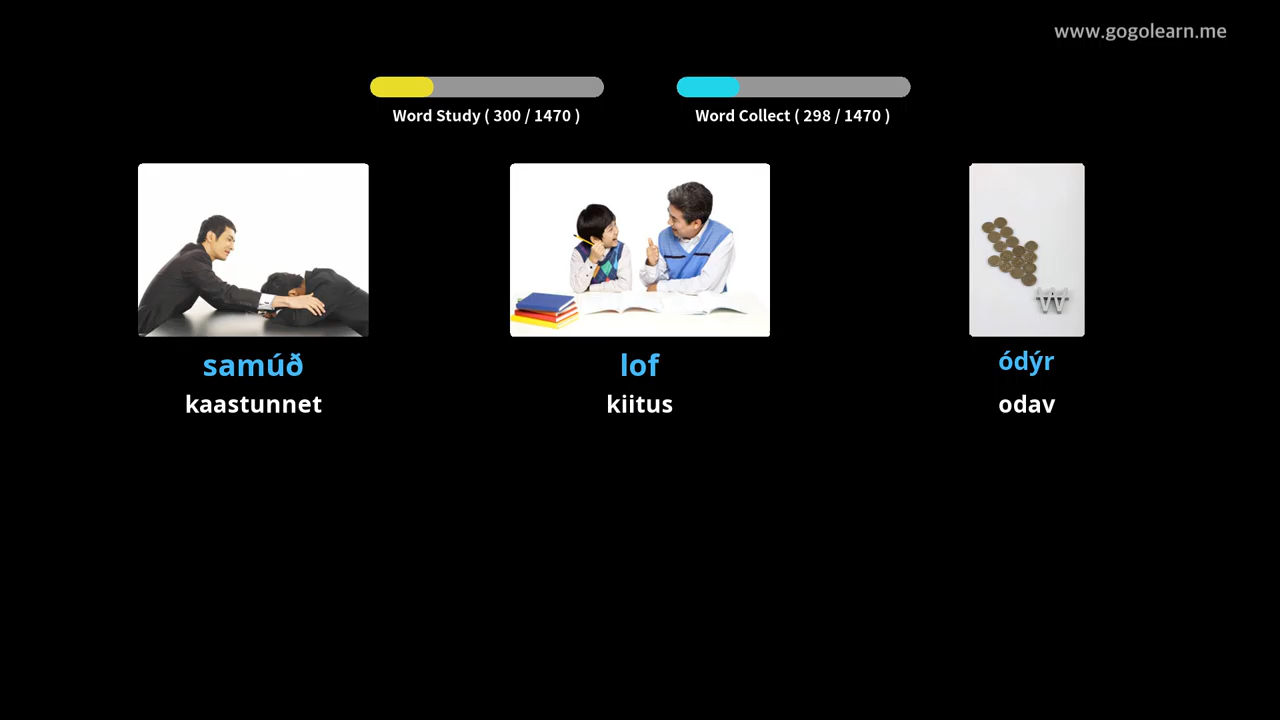 www.gogolearn.me
Word Study ( 300 / 1470 )
Word Collect ( 298 / 1470 )
samúð
lof
ódýr
kaastunnet
kiitus
odav